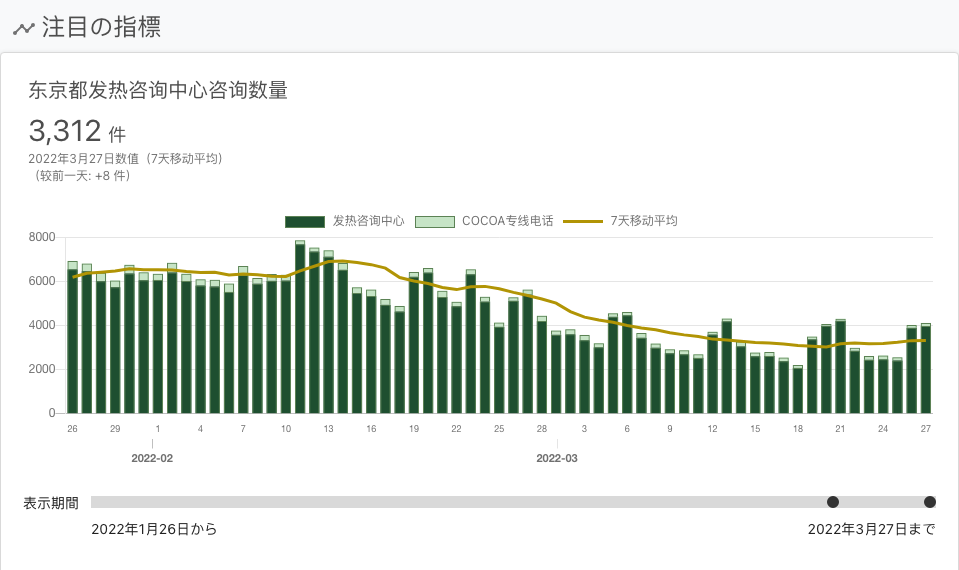 注目の指標
东京都发热咨询中心咨询数量
3,312 件
2022年3月27日数值（7天移动平均）
（较前一天: +8 件）
发热咨询中心 COCOA专线电话 7天移动平均
8000
6000
4000
2000
0
26 29 1 4 7 10 13 16 19 22 25 28 3 6 9 12 15 18 21 24 27
2022-02 2022-03
表示期間
2022年1月26日から 2022年3月27日まで